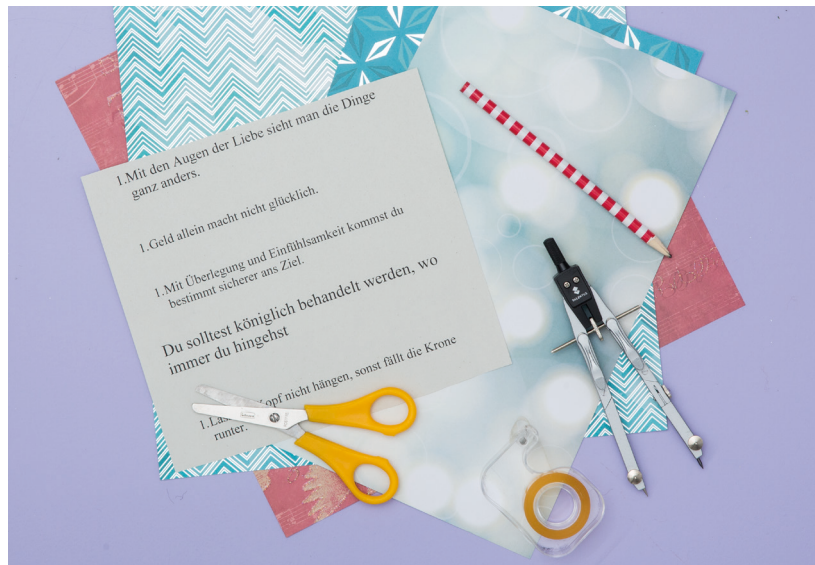 1.Mit den Augen der Liebe sieht man die Dinge
ganz anders.
1.Geld allein macht nicht glücklich.
1.Mit Überlegung und Einfühlsamkeit kommst du
bestimmt sicherer ans Ziel.
Du solltest königlich behandelt werden, wo
immer du hingehst
nicht hängen, sonst fällt die Krone
runter.